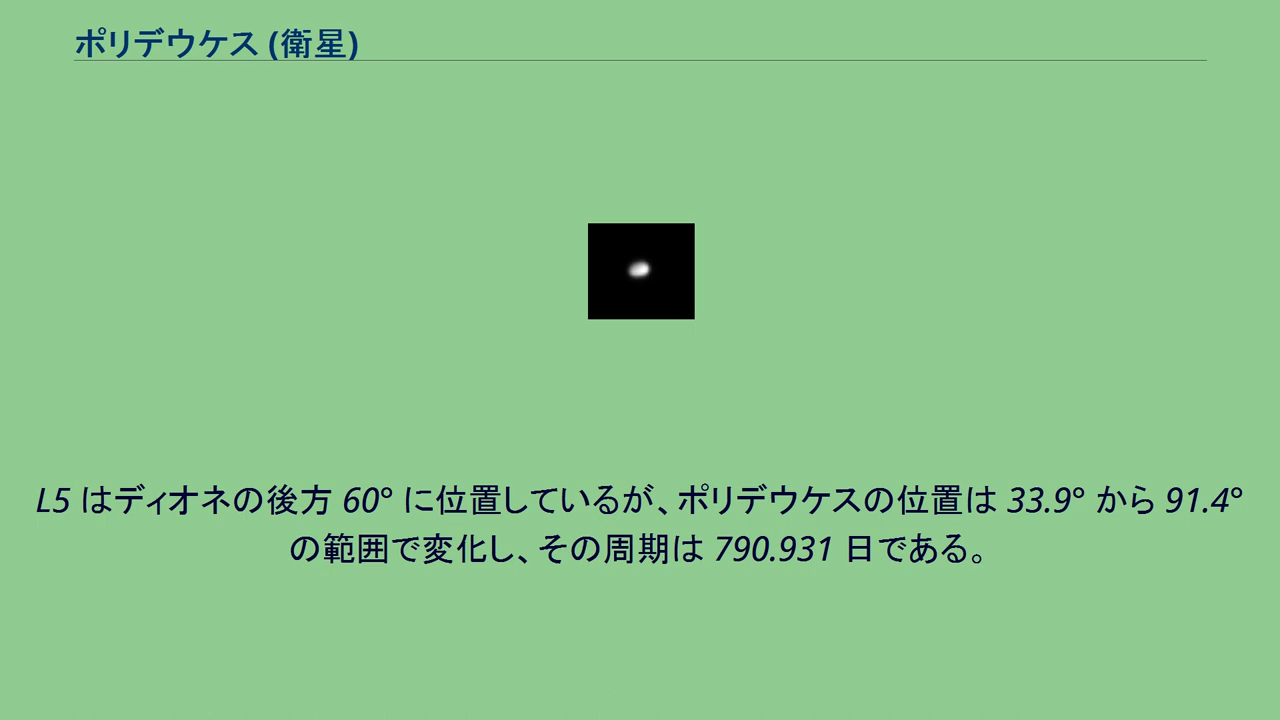 ポリデウケス (衛星)
L5 はディオネの後方 60° に位置しているが、ポリデウケスの位置は 33.9° から 91.4°
の範囲で変化し、その周期は 790.931 日である。